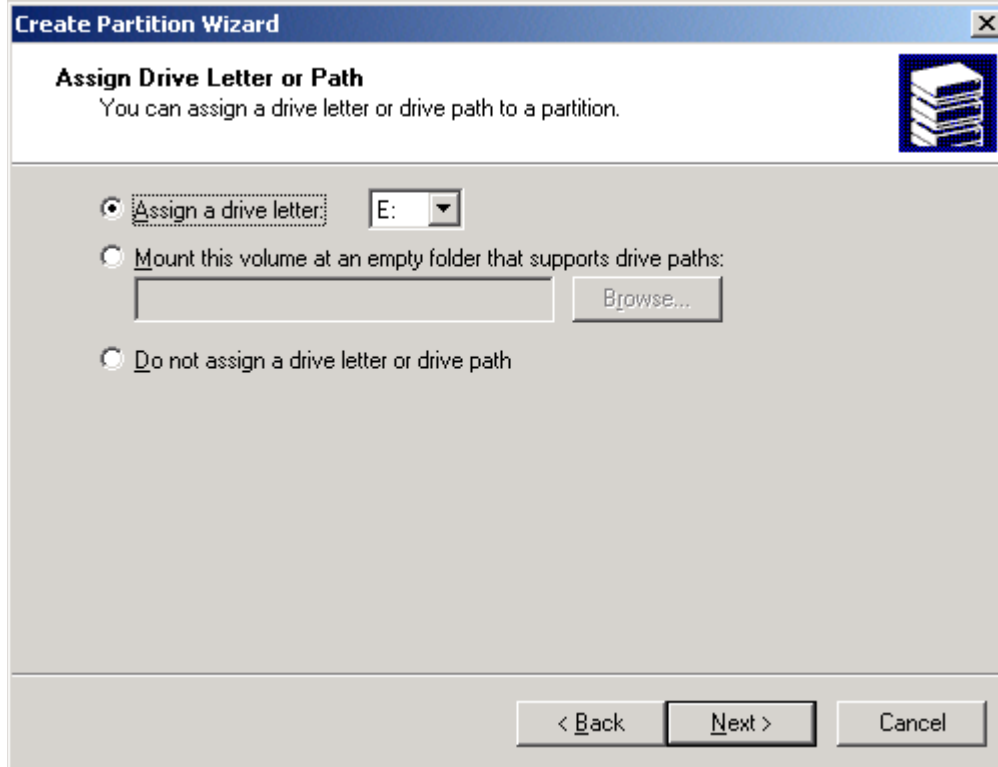 Create Partition Wizard
Assign Drive Letter or Path
You can assign a drive letter or drive path to a partition.
Assign a drive letter: E:
Mount this volume at an empty folder that supports drive paths:
Browse...
Do not assign a drive letter or drive path
< Back Next > Cancel